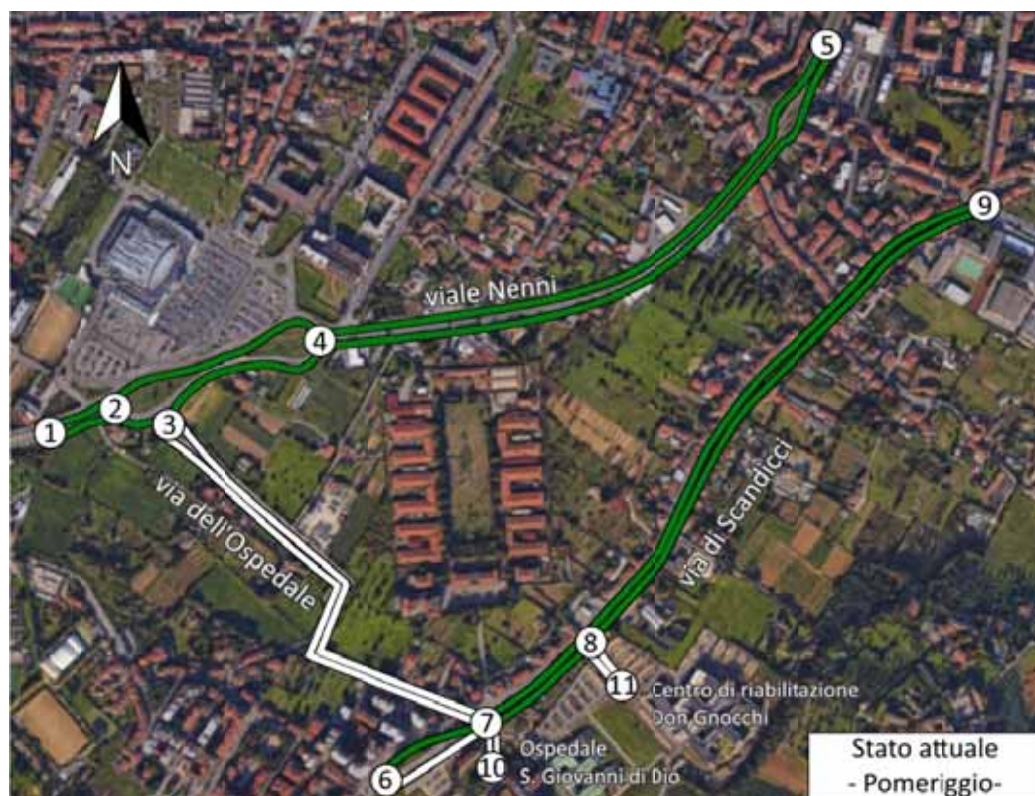 5
N
9
viale Nenni
4
2
1
3
via dell'Ospedale
via di Scandicci
8
11
Centro di riabilitazione
Don Gnocchi
7
Ospedale
10
S. Giovanni di Dio
6
Stato attuale
- Pomeriggio-